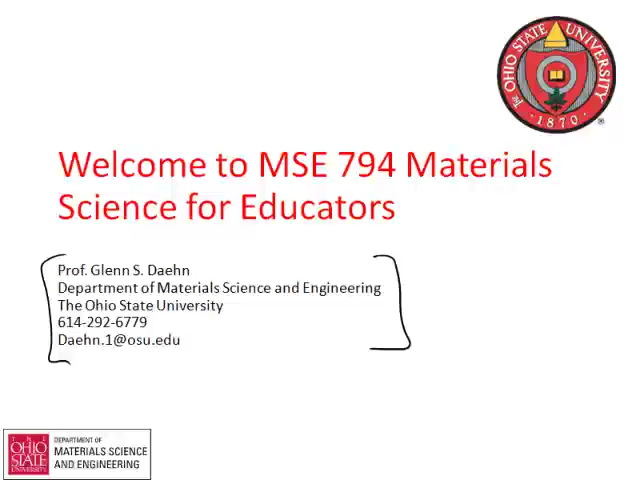 THE OHIO STATE UNIVERSITY
· 1870 ·
®
Welcome to MSE 794 Materials
Science for Educators
Prof. Glenn S. Daehn
Department of Materials Science and Engineering
The Ohio State University
614-292-6779
Daehn.1@osu.edu
THE
OHIO
STATE
UNIVERSITY
DEPARTMENT OF
MATERIALS SCIENCE
AND ENGINEERING